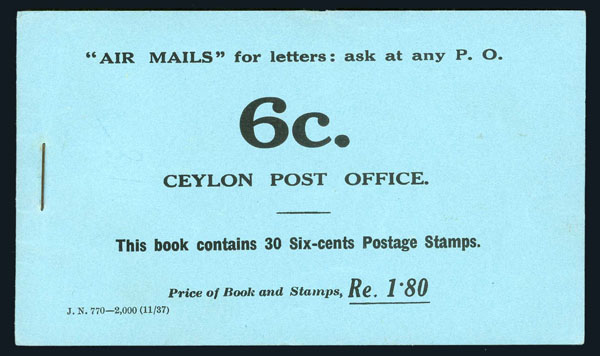 "AIR MAILS" for letters: ask at any P. O.
6c.
CEYLON POST OFFICE.
This book contains 30 Six-cents Postage Stamps.
Price of Book and Stamps, Re. 1·80
J. N. 770—2,000 (11/37)